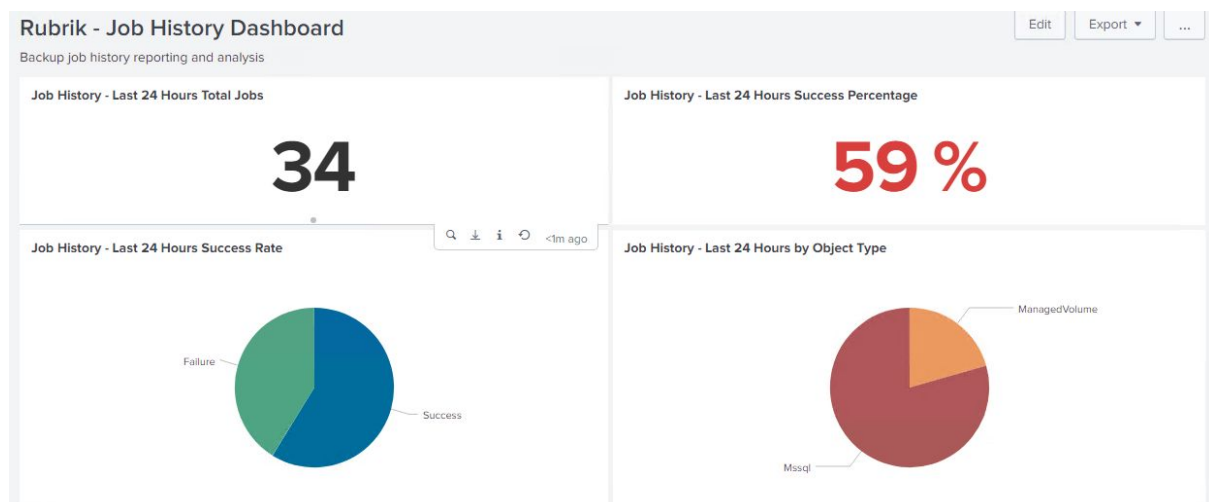 Rubrik - Job History Dashboard
Edit
Export
...
Backup job history reporting and analysis
Job History - Last 24 Hours Total Jobs
34
Job History - Last 24 Hours Success Percentage
59 %
<1m ago
Job History - Last 24 Hours Success Rate
Failure
Success
Job History - Last 24 Hours by Object Type
ManagedVolume
Mssql